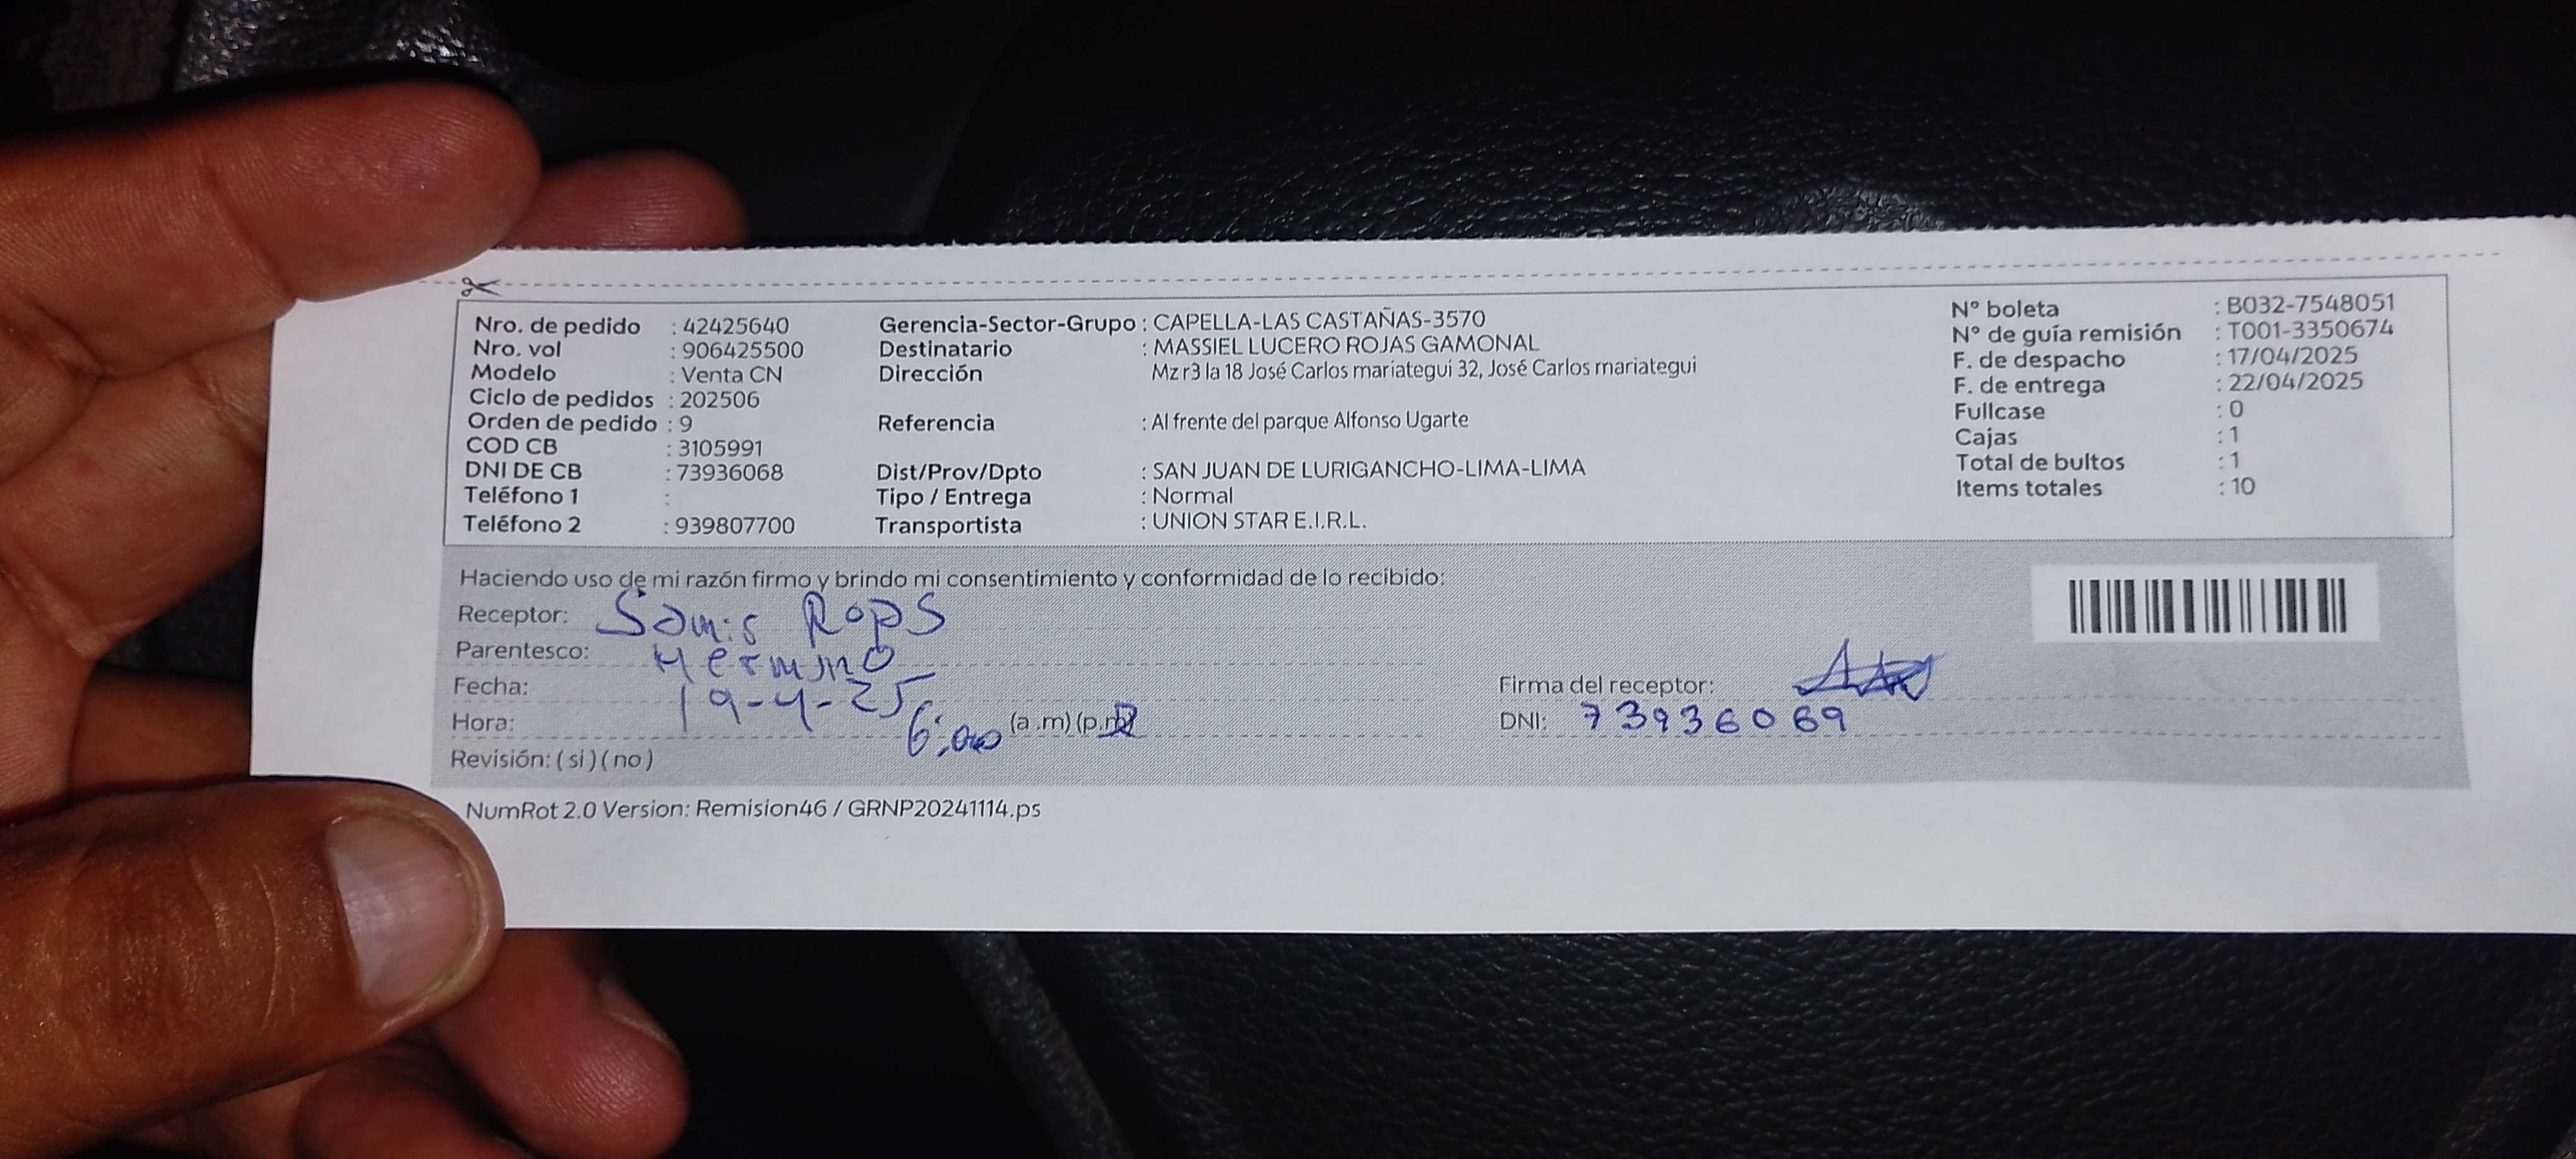 Nro. de pedido : 42425640
Nro. vol : 906425500
Modelo : Venta CN
Ciclo de pedidos : 202506
Orden de pedido : 9
COD CB : 3105991
DNI DE CB : 73936068
Teléfono 1 :
Teléfono 2 : 939807700
Gerencia-Sector-Grupo : CAPELLA-LAS CASTAÑAS-3570
Destinatario : MASSIEL LUCERO ROJAS GAMONAL
Dirección Mz r3 la 18 José Carlos mariategui 32, José Carlos mariategui
Referencia : Al frente del parque Alfonso Ugarte
Dist/Prov/Dpto : SAN JUAN DE LURIGANCHO-LIMA-LIMA
Tipo / Entrega : Normal
Transportista : UNION STAR E.I.R.L.
N° boleta : B032-7548051
N° de guía remisión : T001-3350674
F. de despacho : 17/04/2025
F. de entrega : 22/04/2025
Fullcase : 0
Cajas : 1
Total de bultos : 1
Items totales : 10
Haciendo uso de mi razón firmo y brindo mi consentimiento y conformidad de lo recibido:
Receptor:
Parentesco:
Fecha: 19-4-25
Hora: 6:00 (a .m) (p.m)
Revisión: ( si ) ( no )
Firma del receptor:
DNI: 73936069
NumRot 2.0 Version: Remision46 / GRNP20241114.ps